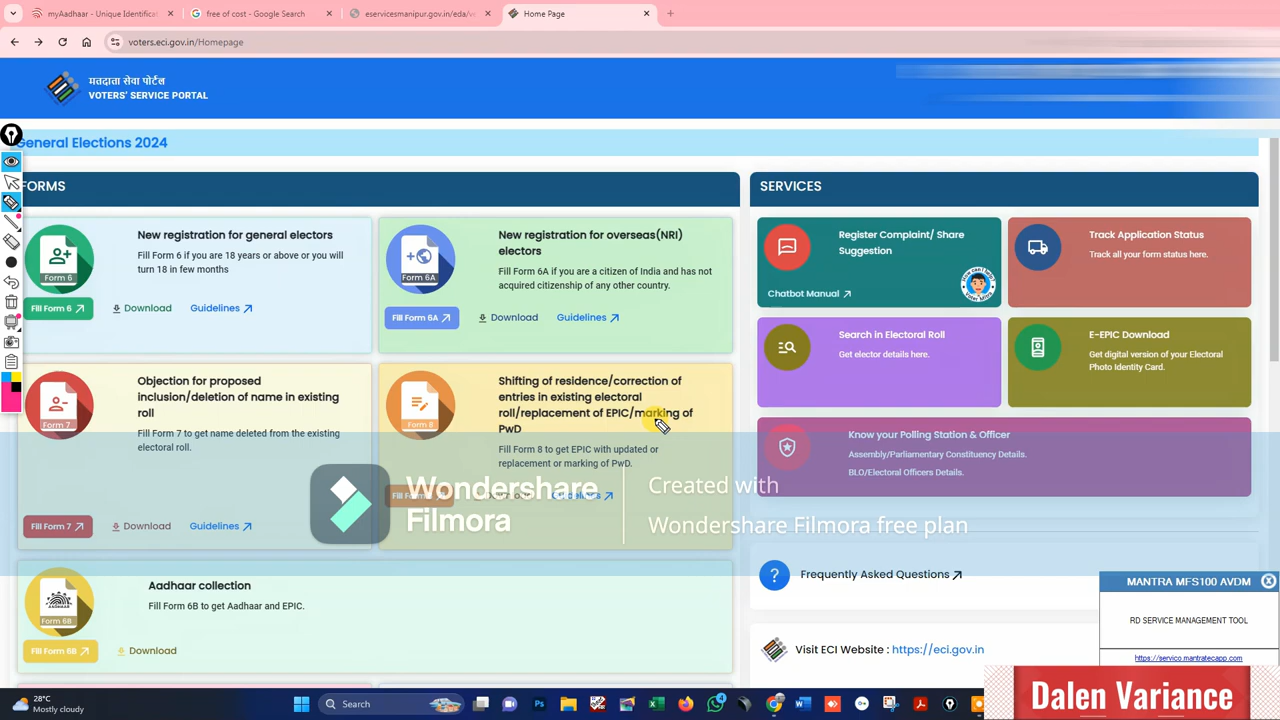 myAadhaar - Unique Identificat
free of cost - Google Search
eservicesmanipur.gov.in/eda/ve
Home Page
voters.eci.gov.in/Homepage
मतदाता सेवा पोर्टल
VOTERS' SERVICE PORTAL
General Elections 2024
FORMS
SERVICES
New registration for general electors
Fill Form 6 if you are 18 years or above or you will
turn 18 in few months
Form 6
Fill Form 6
Download
Guidelines
New registration for overseas(NRI)
electors
Fill Form 6A if you are a citizen of India and has not
acquired citizenship of any other country.
Form 6A
Fill Form 6A
Download
Guidelines
Register Complaint/ Share
Suggestion
Chatbot Manual
Track Application Status
Track all your form status here.
Search in Electoral Roll
Get elector details here.
E-EPIC Download
Get digital version of your Electoral
Photo Identity Card.
Objection for proposed
inclusion/deletion of name in existing
roll
Fill Form 7 to get name deleted from the existing
electoral roll.
Form 7
Fill Form 7
Download
Guidelines
Shifting of residence/correction of
entries in existing electoral
roll/replacement of EPIC/marking of
PwD
Fill Form 8 to get EPIC with updated or
replacement or marking of PwD.
Form 8
Guidelines
Know your Polling Station & Officer
Assembly/Parliamentary Constituency Details.
BLO/Electoral Officers Details.
Wondershare
Filmora
Created with
Wondershare Filmora free plan
Aadhaar collection
Fill Form 6B to get Aadhaar and EPIC.
AADHAAR
Form 6B
Fill Form 6B
Download
Frequently Asked Questions
Visit ECI Website : https://eci.gov.in
MANTRA MFS100 AVDM
RD SERVICE MANAGEMENT TOOL
https://servico.mantratecapp.com
28°C
Mostly cloudy
Search
Dalen Variance